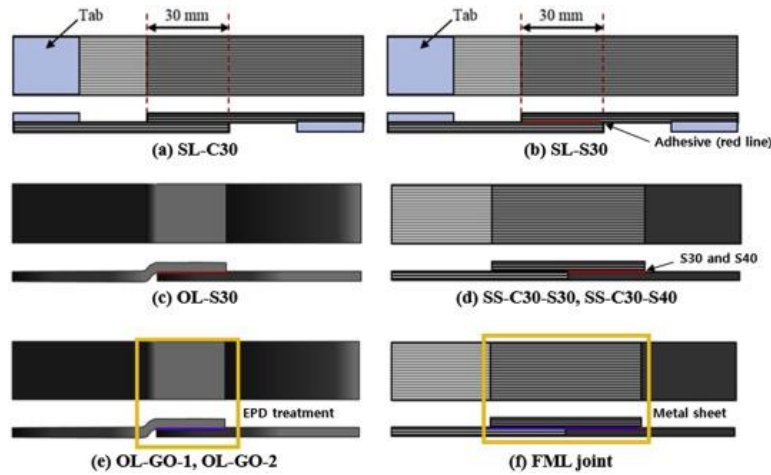 Tab
30 mm
(a) SL-C30
Tab
30 mm
Adhesive (red line)
(b) SL-S30
(c) OL-S30
S30 and S40
(d) SS-C30-S30, SS-C30-S40
EPD treatment
(e) OL-GO-1, OL-GO-2
Metal sheet
(f) FML joint